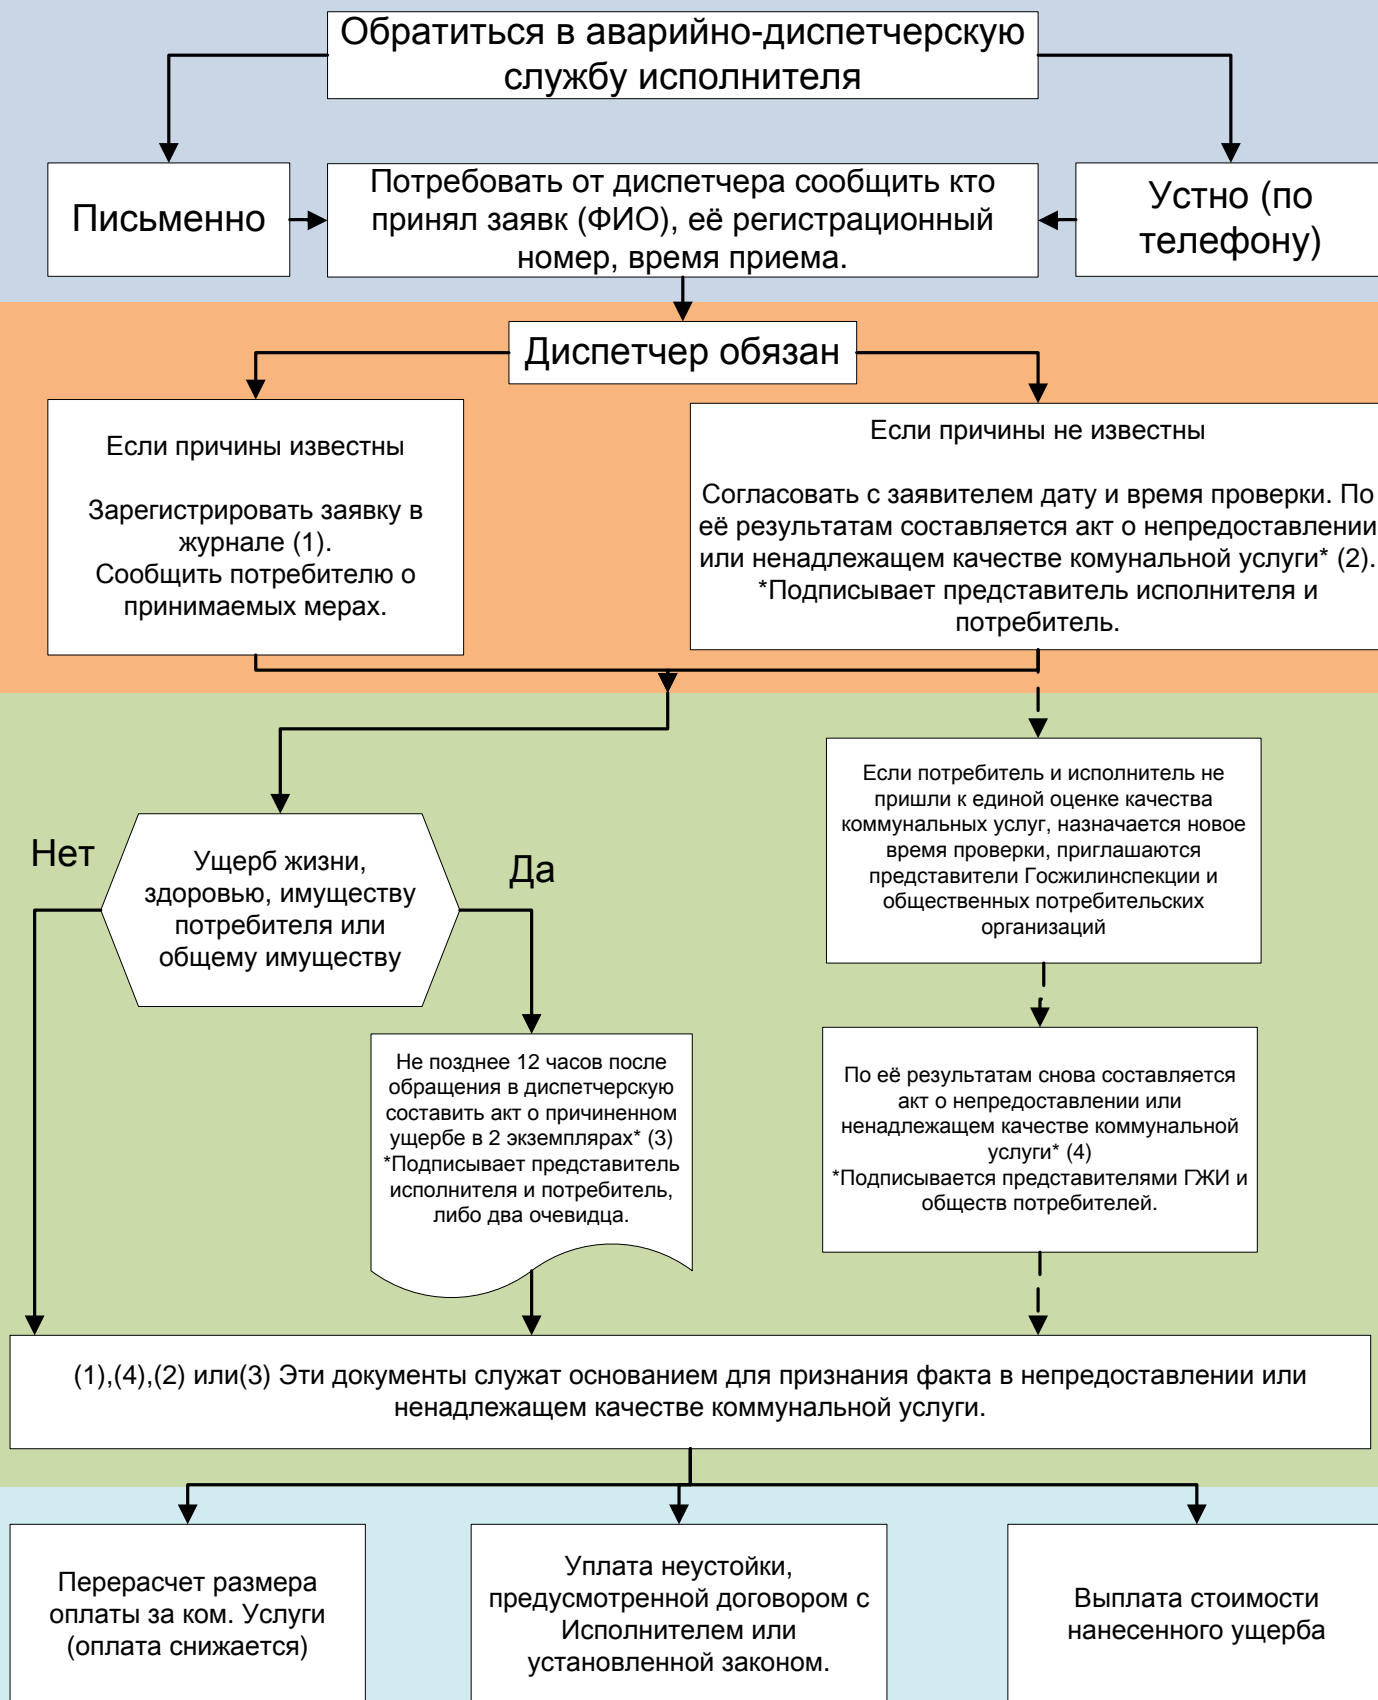 Обратиться в аварийно-диспетчерскую
службу исполнителя
Письменно
Потребовать от диспетчера сообщить кто
принял заявк (ФИО), её регистрационный
номер, время приема.
Устно (по
телефону)
Диспетчер обязан
Если причины известны
Зарегистрировать заявку в
журнале (1).
Сообщить потребителю о
принимаемых мерах.
Если причины не известны
Согласовать с заявителем дату и время проверки. По
её результатам составляется акт о непредоставлении
или ненадлежащем качестве комунальной услуги* (2).
*Подписывает представитель исполнителя и
потребитель.
Нет
Ущерб жизни,
здоровью, имуществу
потребителя или
общему имуществу
Да
Если потребитель и исполнитель не
пришли к единой оценке качества
коммунальных услуг, назначается новое
время проверки, приглашаются
представители Госжилинспекции и
общественных потребительских
организаций
Не позднее 12 часов после
обращения в диспетчерскую
составить акт о причиненном
ущербе в 2 экземплярах* (3)
*Подписывает представитель
исполнителя и потребитель,
либо два очевидца.
По её результатам снова составляется
акт о непредоставлении или
ненадлежащем качестве коммунальной
услуги* (4)
*Подписывается представителями ГЖИ и
обществ потребителей.
(1),(4),(2) или(3) Эти документы служат основанием для признания факта в непредоставлении или
ненадлежащем качестве коммунальной услуги.
Перерасчет размера
оплаты за ком. Услуги
(оплата снижается)
Уплата неустойки,
предусмотренной договором с
Исполнителем или
установленной законом.
Выплата стоимости
нанесенного ущерба